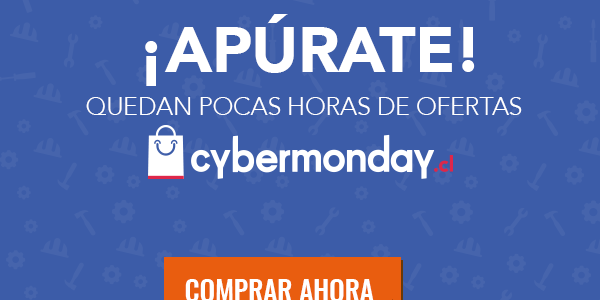 ¡APÚRATE!
QUEDAN POCAS HORAS DE OFERTAS
cybermonday.cl
COMPRAR AHORA